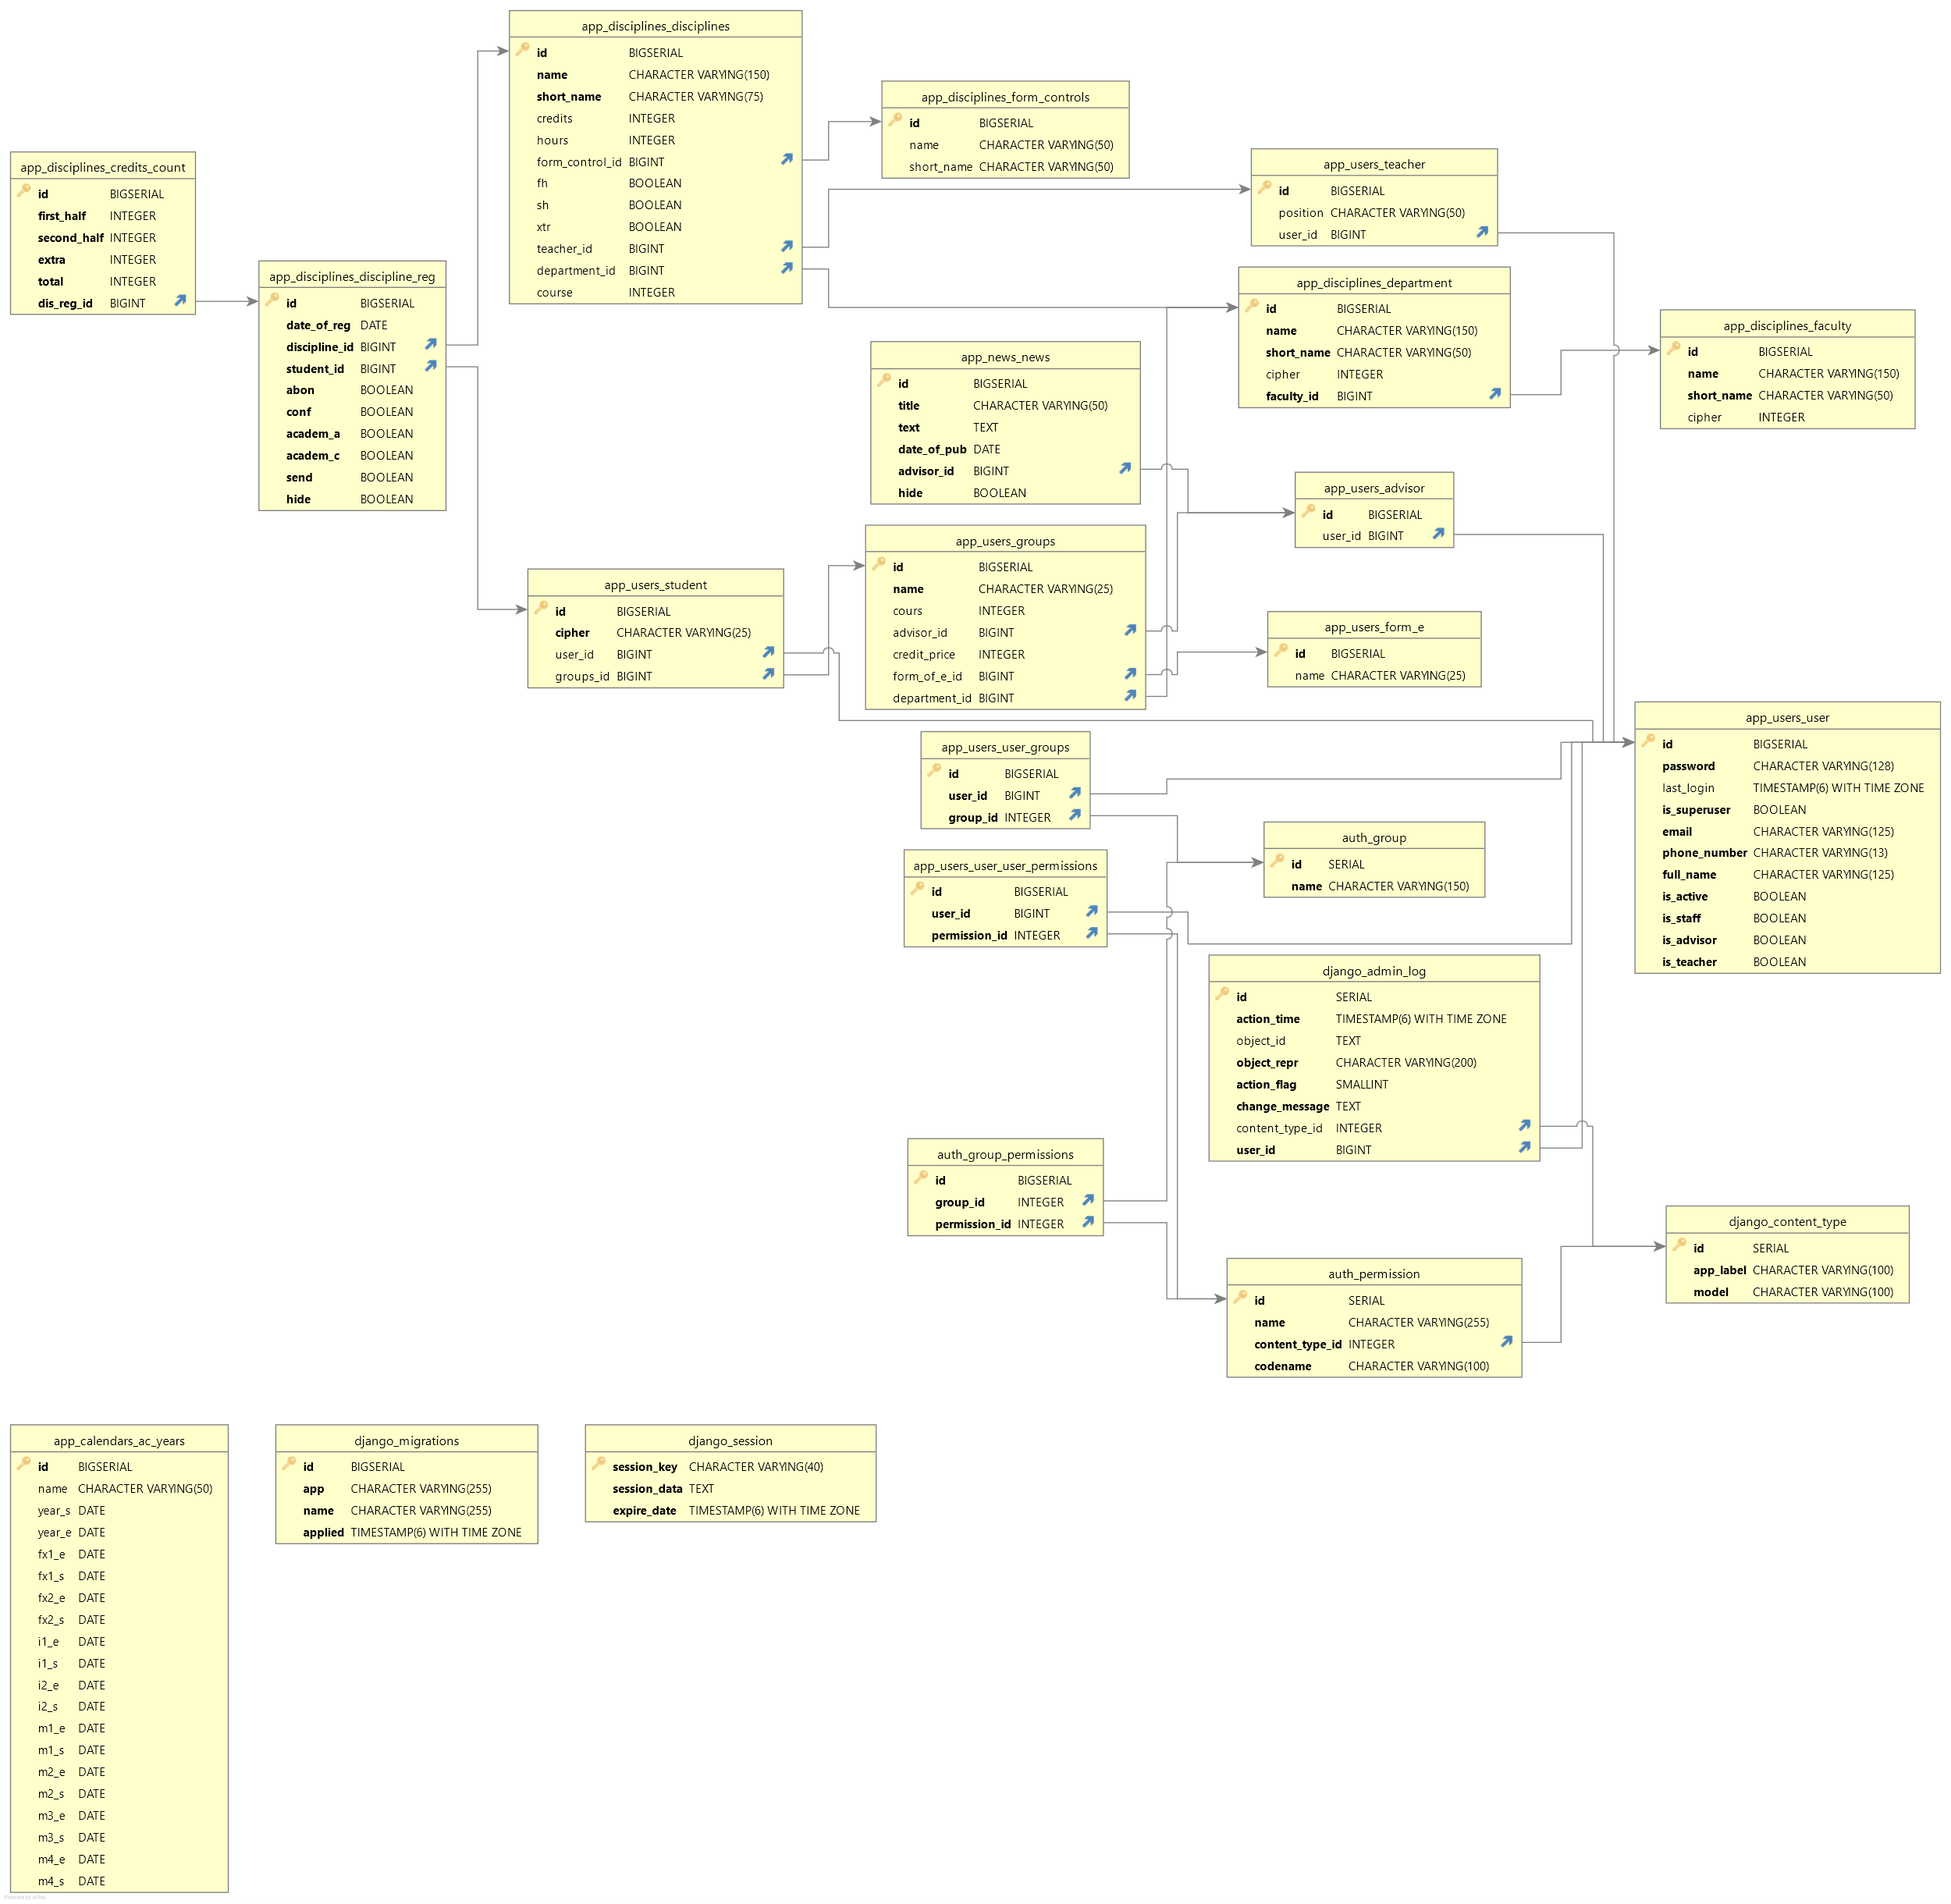 app_disciplines_disciplines
id BIGSERIAL
name CHARACTER VARYING(150)
short_name CHARACTER VARYING(75)
credits INTEGER
hours INTEGER
form_control_id BIGINT
fh BOOLEAN
sh BOOLEAN
xtr BOOLEAN
teacher_id BIGINT
department_id BIGINT
course INTEGER
app_disciplines_form_controls
id BIGSERIAL
name CHARACTER VARYING(50)
short_name CHARACTER VARYING(50)
app_disciplines_credits_count
id BIGSERIAL
first_half INTEGER
second_half INTEGER
extra INTEGER
total INTEGER
dis_reg_id BIGINT
app_users_teacher
id BIGSERIAL
position CHARACTER VARYING(50)
user_id BIGINT
app_disciplines_discipline_reg
id BIGSERIAL
date_of_reg DATE
discipline_id BIGINT
student_id BIGINT
abon BOOLEAN
conf BOOLEAN
academ_a BOOLEAN
academ_c BOOLEAN
send BOOLEAN
hide BOOLEAN
app_disciplines_department
id BIGSERIAL
name CHARACTER VARYING(150)
short_name CHARACTER VARYING(50)
cipher INTEGER
faculty_id BIGINT
app_disciplines_faculty
id BIGSERIAL
name CHARACTER VARYING(150)
short_name CHARACTER VARYING(50)
cipher INTEGER
app_news_news
id BIGSERIAL
title CHARACTER VARYING(50)
text TEXT
date_of_pub DATE
advisor_id BIGINT
hide BOOLEAN
app_users_advisor
id BIGSERIAL
user_id BIGINT
app_users_groups
id BIGSERIAL
name CHARACTER VARYING(25)
cours INTEGER
advisor_id BIGINT
credit_price INTEGER
form_of_e_id BIGINT
department_id BIGINT
app_users_student
id BIGSERIAL
cipher CHARACTER VARYING(25)
user_id BIGINT
groups_id BIGINT
app_users_form_e
id BIGSERIAL
name CHARACTER VARYING(25)
app_users_user
id BIGSERIAL
password CHARACTER VARYING(128)
last_login TIMESTAMP(6) WITH TIME ZONE
is_superuser BOOLEAN
email CHARACTER VARYING(125)
phone_number CHARACTER VARYING(13)
full_name CHARACTER VARYING(125)
is_active BOOLEAN
is_staff BOOLEAN
is_advisor BOOLEAN
is_teacher BOOLEAN
app_users_user_groups
id BIGSERIAL
user_id BIGINT
group_id INTEGER
auth_group
id SERIAL
name CHARACTER VARYING(150)
app_users_user_user_permissions
id BIGSERIAL
user_id BIGINT
permission_id INTEGER
django_admin_log
id SERIAL
action_time TIMESTAMP(6) WITH TIME ZONE
object_id TEXT
object_repr CHARACTER VARYING(200)
action_flag SMALLINT
change_message TEXT
content_type_id INTEGER
user_id BIGINT
auth_group_permissions
id BIGSERIAL
group_id INTEGER
permission_id INTEGER
django_content_type
id SERIAL
app_label CHARACTER VARYING(100)
model CHARACTER VARYING(100)
auth_permission
id SERIAL
name CHARACTER VARYING(255)
content_type_id INTEGER
codename CHARACTER VARYING(100)
app_calendars_ac_years
id BIGSERIAL
name CHARACTER VARYING(50)
year_s DATE
year_e DATE
fx1_e DATE
fx1_s DATE
fx2_e DATE
fx2_s DATE
i1_e DATE
i1_s DATE
i2_e DATE
i2_s DATE
m1_e DATE
m1_s DATE
m2_e DATE
m2_s DATE
m3_e DATE
m3_s DATE
m4_e DATE
m4_s DATE
django_migrations
id BIGSERIAL
app CHARACTER VARYING(255)
name CHARACTER VARYING(255)
applied TIMESTAMP(6) WITH TIME ZONE
django_session
session_key CHARACTER VARYING(40)
session_data TEXT
expire_date TIMESTAMP(6) WITH TIME ZONE
Powered by yFiles